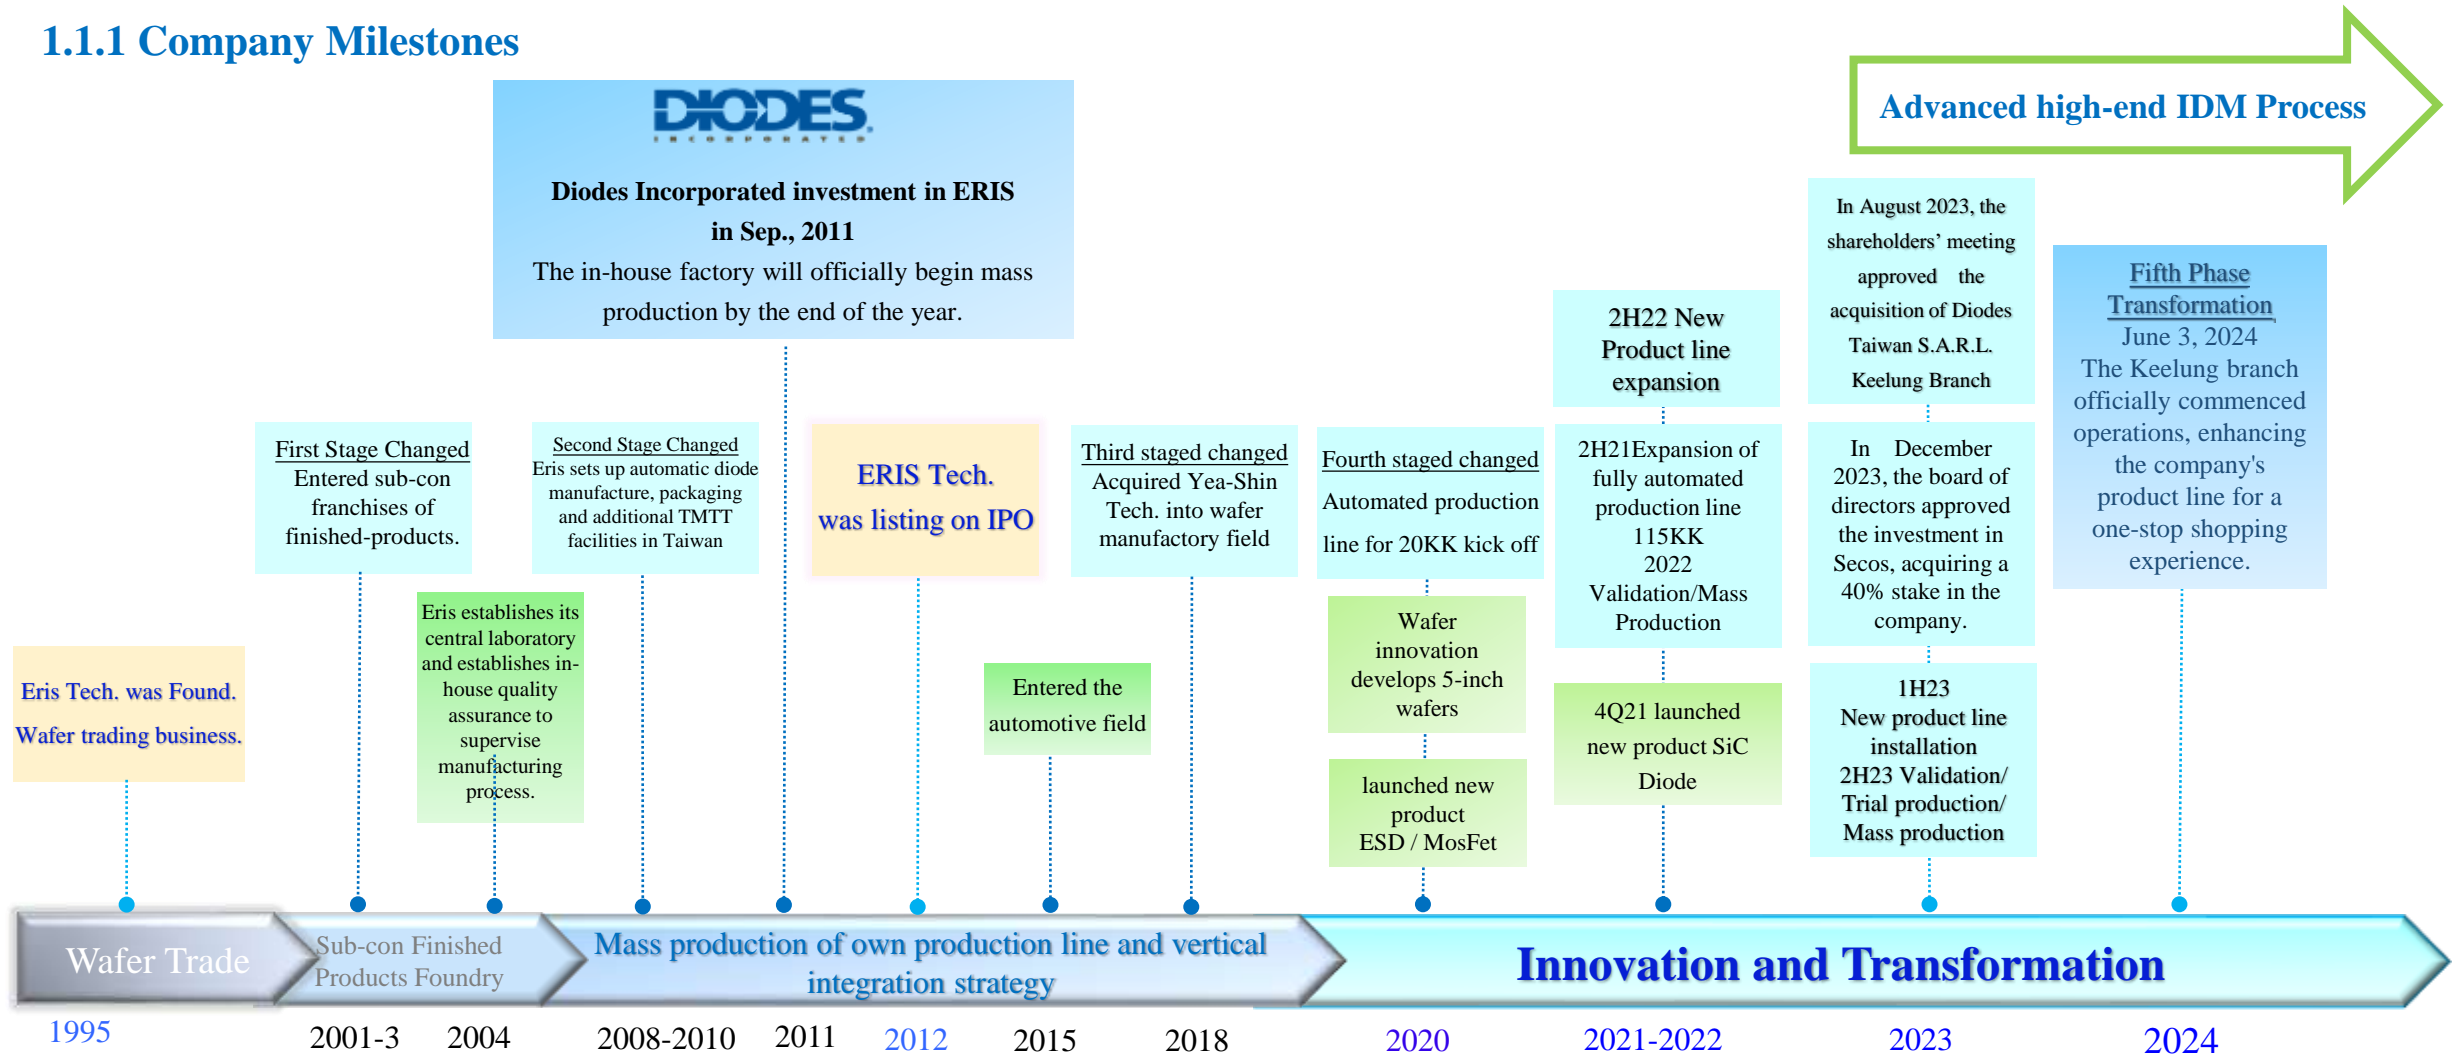 1.1.1 Company Milestones
Advanced high-end IDM Process
DIODES
INCORPORATED
Diodes Incorporated investment in ERIS
in Sep., 2011
The in-house factory will officially begin mass
production by the end of the year.
Eris Tech. was Found.
Wafer trading business.
First Stage Changed
Entered sub-con
franchises of
finished-products.
Eris establishes its
central laboratory
and establishes in-
house quality
assurance to
supervise
manufacturing
process.
Second Stage Changed
Eris sets up automatic diode
manufacture, packaging
and additional TMTT
facilities in Taiwan
ERIS Tech.
was listing on IPO
Entered the
automotive field
Third staged changed
Acquired Yea-Shin
Tech. into wafer
manufactory field
Fourth staged changed
Automated production
line for 20KK kick off
Wafer
innovation
develops 5-inch
wafers
launched new
product
ESD / MosFet
2H22 New
Product line
expansion
2H21Expansion of
fully automated
production line
115KK
2022
Validation/Mass
Production
4Q21 launched
new product SiC
Diode
In August 2023, the
shareholders’ meeting
approved the
acquisition of Diodes
Taiwan S.A.R.L.
Keelung Branch
In December
2023, the board of
directors approved
the investment in
Secos, acquiring a
40% stake in the
company.
1H23
New product line
installation
2H23 Validation/
Trial production/
Mass production
Fifth Phase
Transformation
June 3, 2024
The Keelung branch
officially commenced
operations, enhancing
the company's
product line for a
one-stop shopping
experience.
Wafer Trade
Sub-con Finished
Products Foundry
Mass production of own production line and vertical
integration strategy
Innovation and Transformation
1995
2001-3
2004
2008-2010
2011
2012
2015
2018
2020
2021-2022
2023
2024